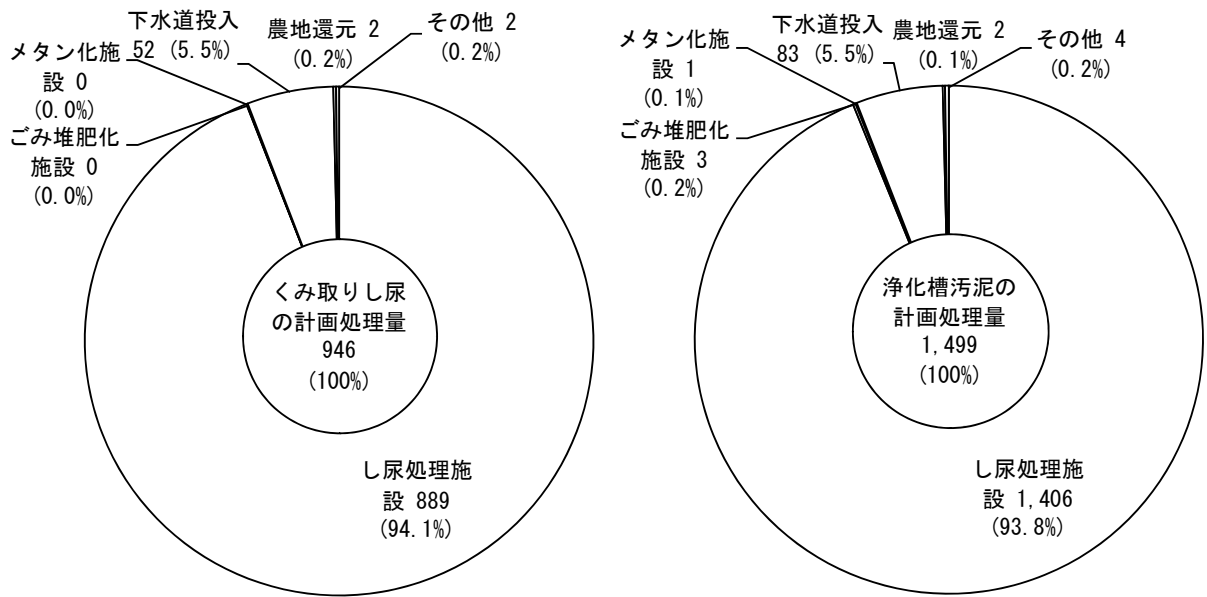 下水道投入
52 (5.5%)
農地還元 2
(0.2%)
その他 2
(0.2%)
メタン化施
設 0
(0.0%)
ごみ堆肥化
施設 0
(0.0%)
くみ取りし尿
の計画処理量
946
(100%)
し尿処理施
設 889
(94.1%)
下水道投入
83 (5.5%)
農地還元 2
(0.1%)
その他 4
(0.2%)
メタン化施
設 1
(0.1%)
ごみ堆肥化
施設 3
(0.2%)
浄化槽汚泥の
計画処理量
1,499
(100%)
し尿処理施
設 1,406
(93.8%)